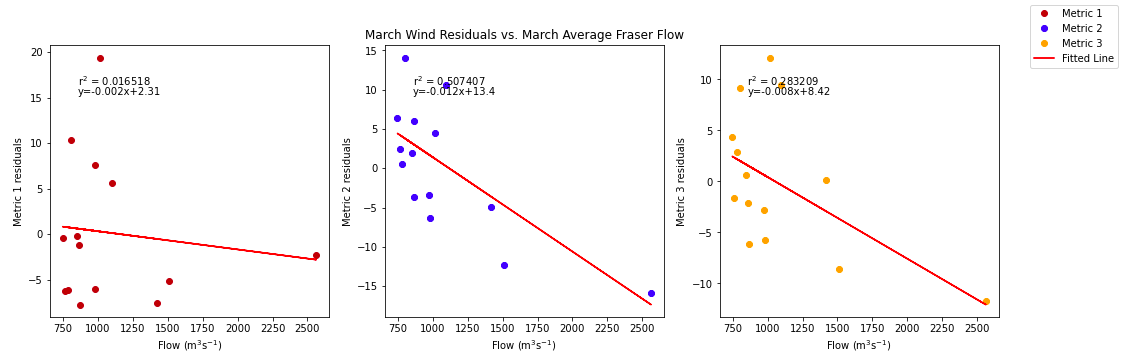 March Wind Residuals vs. March Average Fraser Flow
Metric 1
Metric 2
Metric 3
Fitted Line
Metric 1 residuals
20
15
10
5
0
−5
r² = 0.016518
y=-0.002x+2.31
750 1000 1250 1500 1750 2000 2250 2500
Flow (m³s⁻¹)
Metric 2 residuals
15
10
5
0
−5
−10
−15
r² = 0.507407
y=-0.012x+13.4
750 1000 1250 1500 1750 2000 2250 2500
Flow (m³s⁻¹)
Metric 3 residuals
10
5
0
−5
−10
r² = 0.283209
y=-0.008x+8.42
750 1000 1250 1500 1750 2000 2250 2500
Flow (m³s⁻¹)